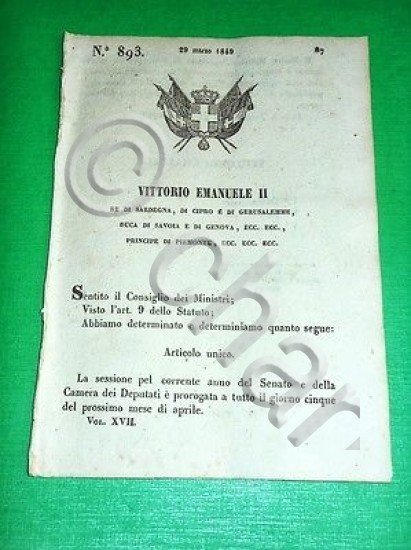 N.° 893.
29 marzo 1849
87
VITTORIO EMANUELE II
RE DI SARDEGNA, DI CIPRO E DI GERUSALEMME,
DUCA DI SAVOIA E DI GENOVA, ECC. ECC.,
PRINCIPE DI PIEMONTE, ECC. ECC. ECC.
Sentito il Consiglio dei Ministri;
Visto l'art. 9 dello Statuto;
Abbiamo determinato e determiniamo quanto segue:
Articolo unico.
La sessione pel corrente anno del Senato e della
Camera dei Deputati è prorogata a tutto il giorno cinque
del prossimo mese di aprile.
VOL. XVII.